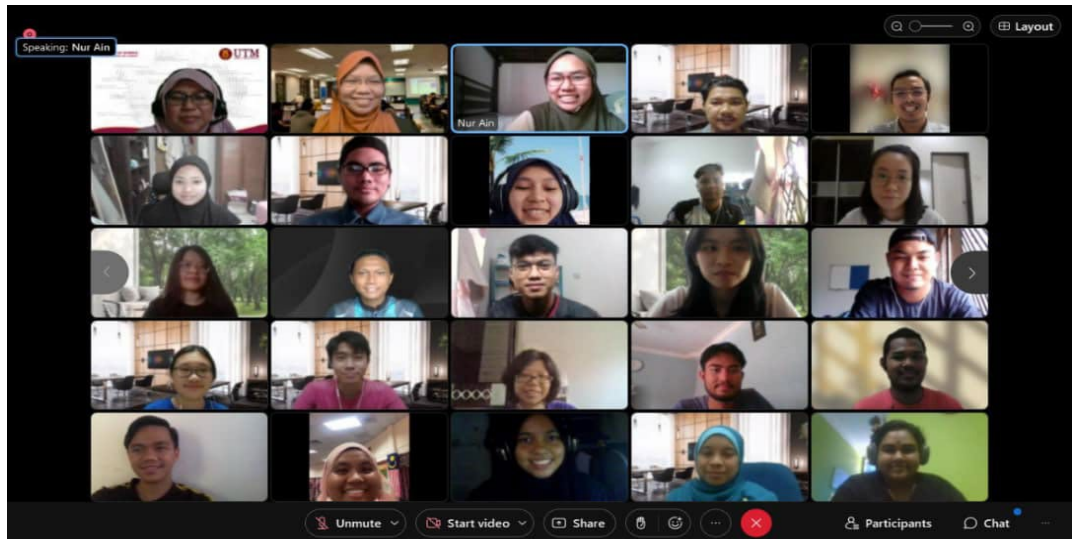 Layout
Speaking: Nur Ain
UTM
Nur Ain
Unmute
Start video
Share
Participants
Chat